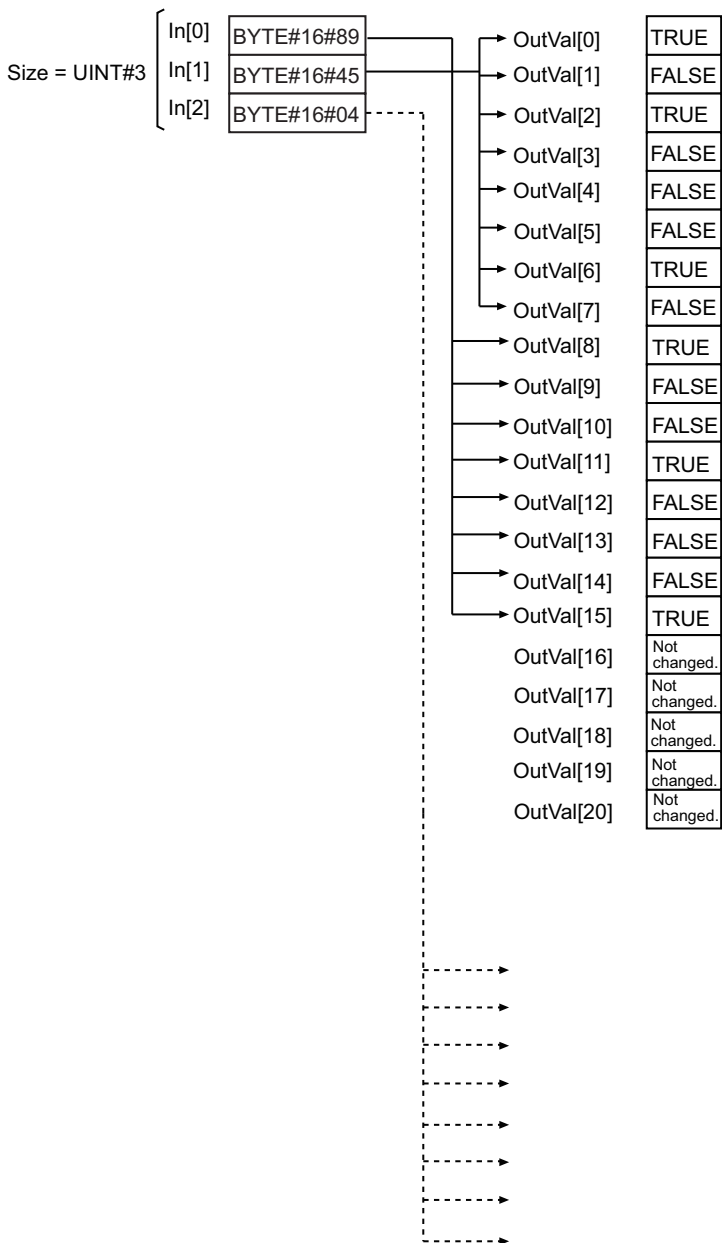 Size = UINT#3
In[0] BYTE#16#89
In[1] BYTE#16#45
In[2] BYTE#16#04
OutVal[0] TRUE
OutVal[1] FALSE
OutVal[2] TRUE
OutVal[3] FALSE
OutVal[4] FALSE
OutVal[5] FALSE
OutVal[6] TRUE
OutVal[7] FALSE
OutVal[8] TRUE
OutVal[9] FALSE
OutVal[10] FALSE
OutVal[11] TRUE
OutVal[12] FALSE
OutVal[13] FALSE
OutVal[14] FALSE
OutVal[15] TRUE
OutVal[16] Not changed.
OutVal[17] Not changed.
OutVal[18] Not changed.
OutVal[19] Not changed.
OutVal[20] Not changed.